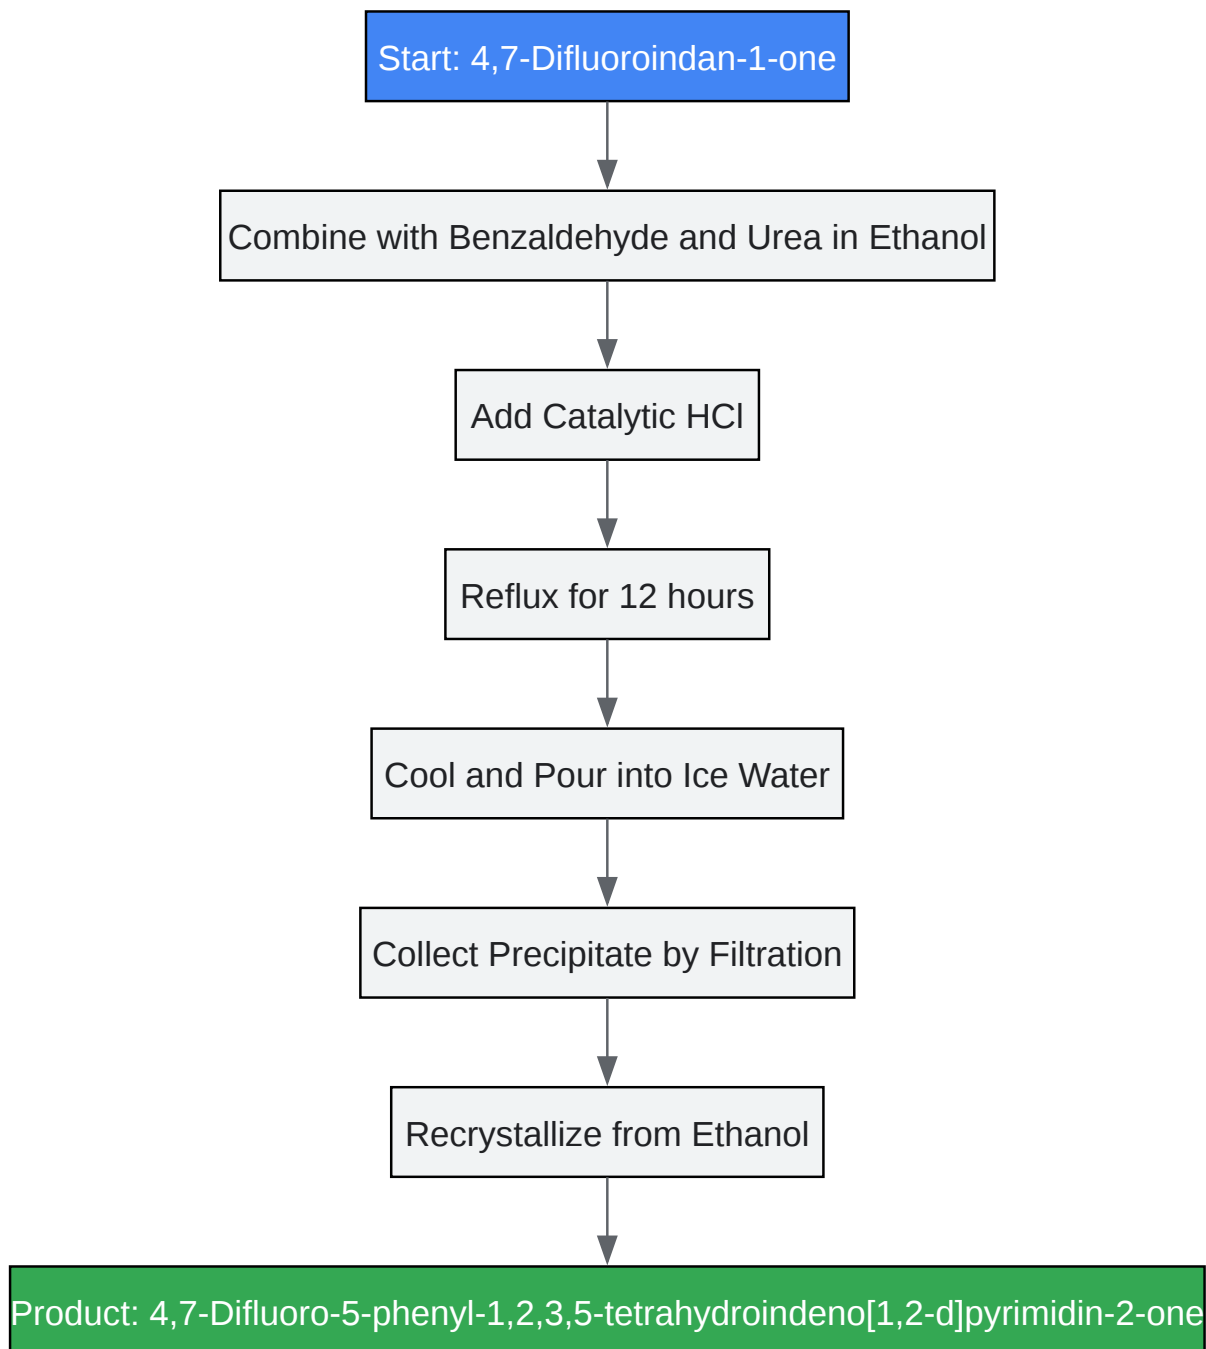 Start: 4,7-Difluoroindan-1-one
Combine with Benzaldehyde and Urea in Ethanol
Add Catalytic HCl
Reflux for 12 hours
Cool and Pour into Ice Water
Collect Precipitate by Filtration
Recrystallize from Ethanol
Product: 4,7-Difluoro-5-phenyl-1,2,3,5-tetrahydroindeno[1,2-d]pyrimidin-2-one